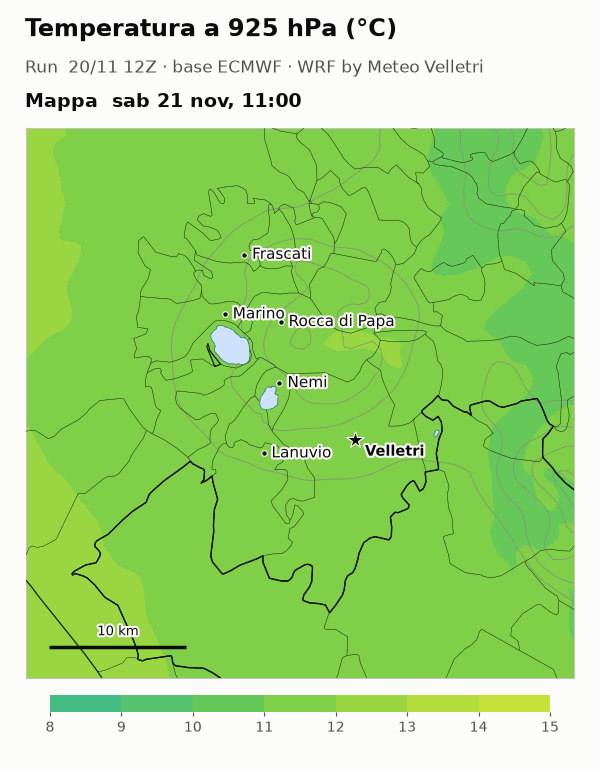 Temperatura a 925 hPa (°C)
Run  20/11 12Z · base ECMWF · WRF by Meteo Velletri
Mappa  sab 21 nov, 11:00
Frascati
Marino
Rocca di Papa
Nemi
Velletri
Lanuvio
10 km
8 9 10 11 12 13 14 15